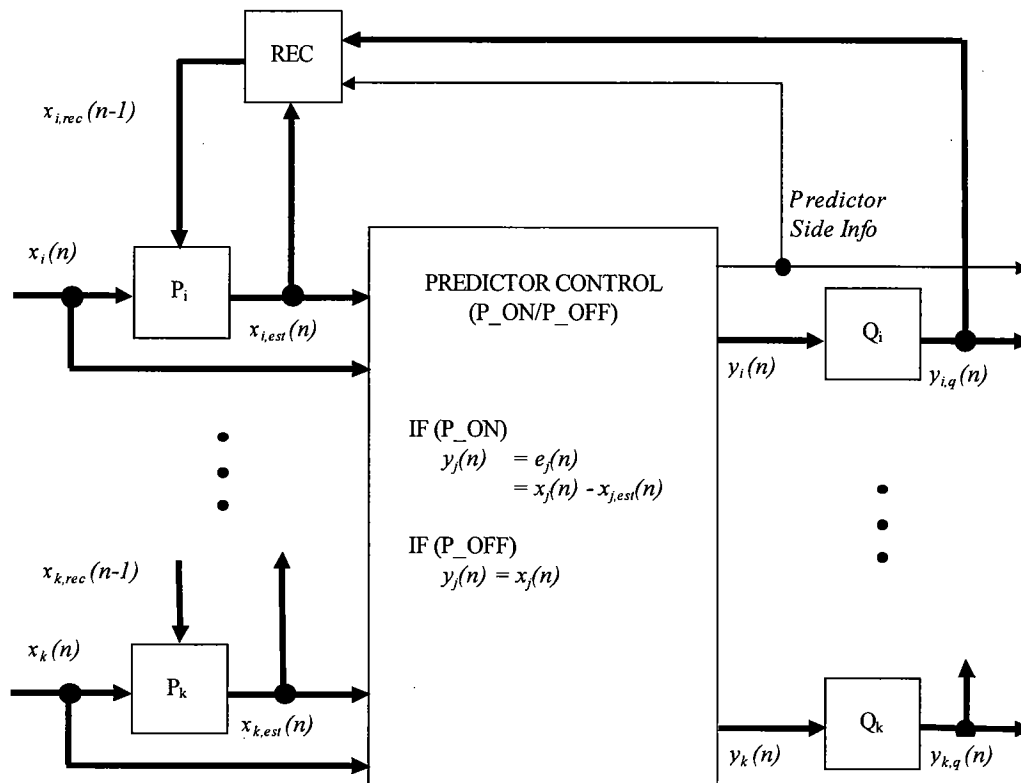 REC
x_{i,rec}(n-1)
Predictor
Side Info
x_i(n)
P_i
x_{i,est}(n)
PREDICTOR CONTROL
(P_ON/P_OFF)
Q_i
y_i(n)
y_{i,q}(n)
IF (P_ON)
y_j(n) = e_j(n)
= x_j(n) - x_{j,est}(n)
IF (P_OFF)
y_j(n) = x_j(n)
x_{k,rec}(n-1)
x_k(n)
P_k
x_{k,est}(n)
Q_k
y_k(n)
y_{k,q}(n)